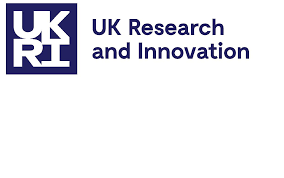 UK
RI
UK Research
and Innovation